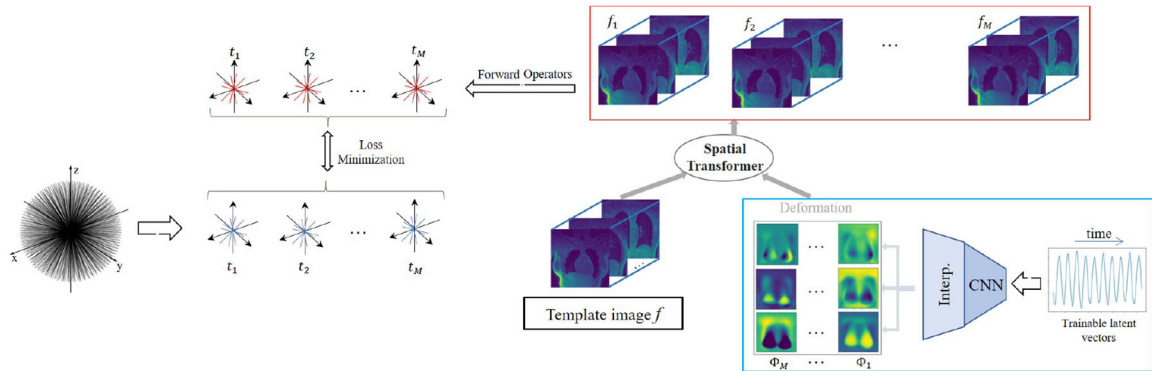 f₁
f₂
...
f_M
t₁
t₂
...
t_M
Forward Operators
Loss
Minimization
Spatial
Transformer
z
x
y
t₁
t₂
...
t_M
...
Template image f
Deformation
...
...
...
Φ_M ... Φ₁
Interp.
CNN
time
Trainable latent
vectors